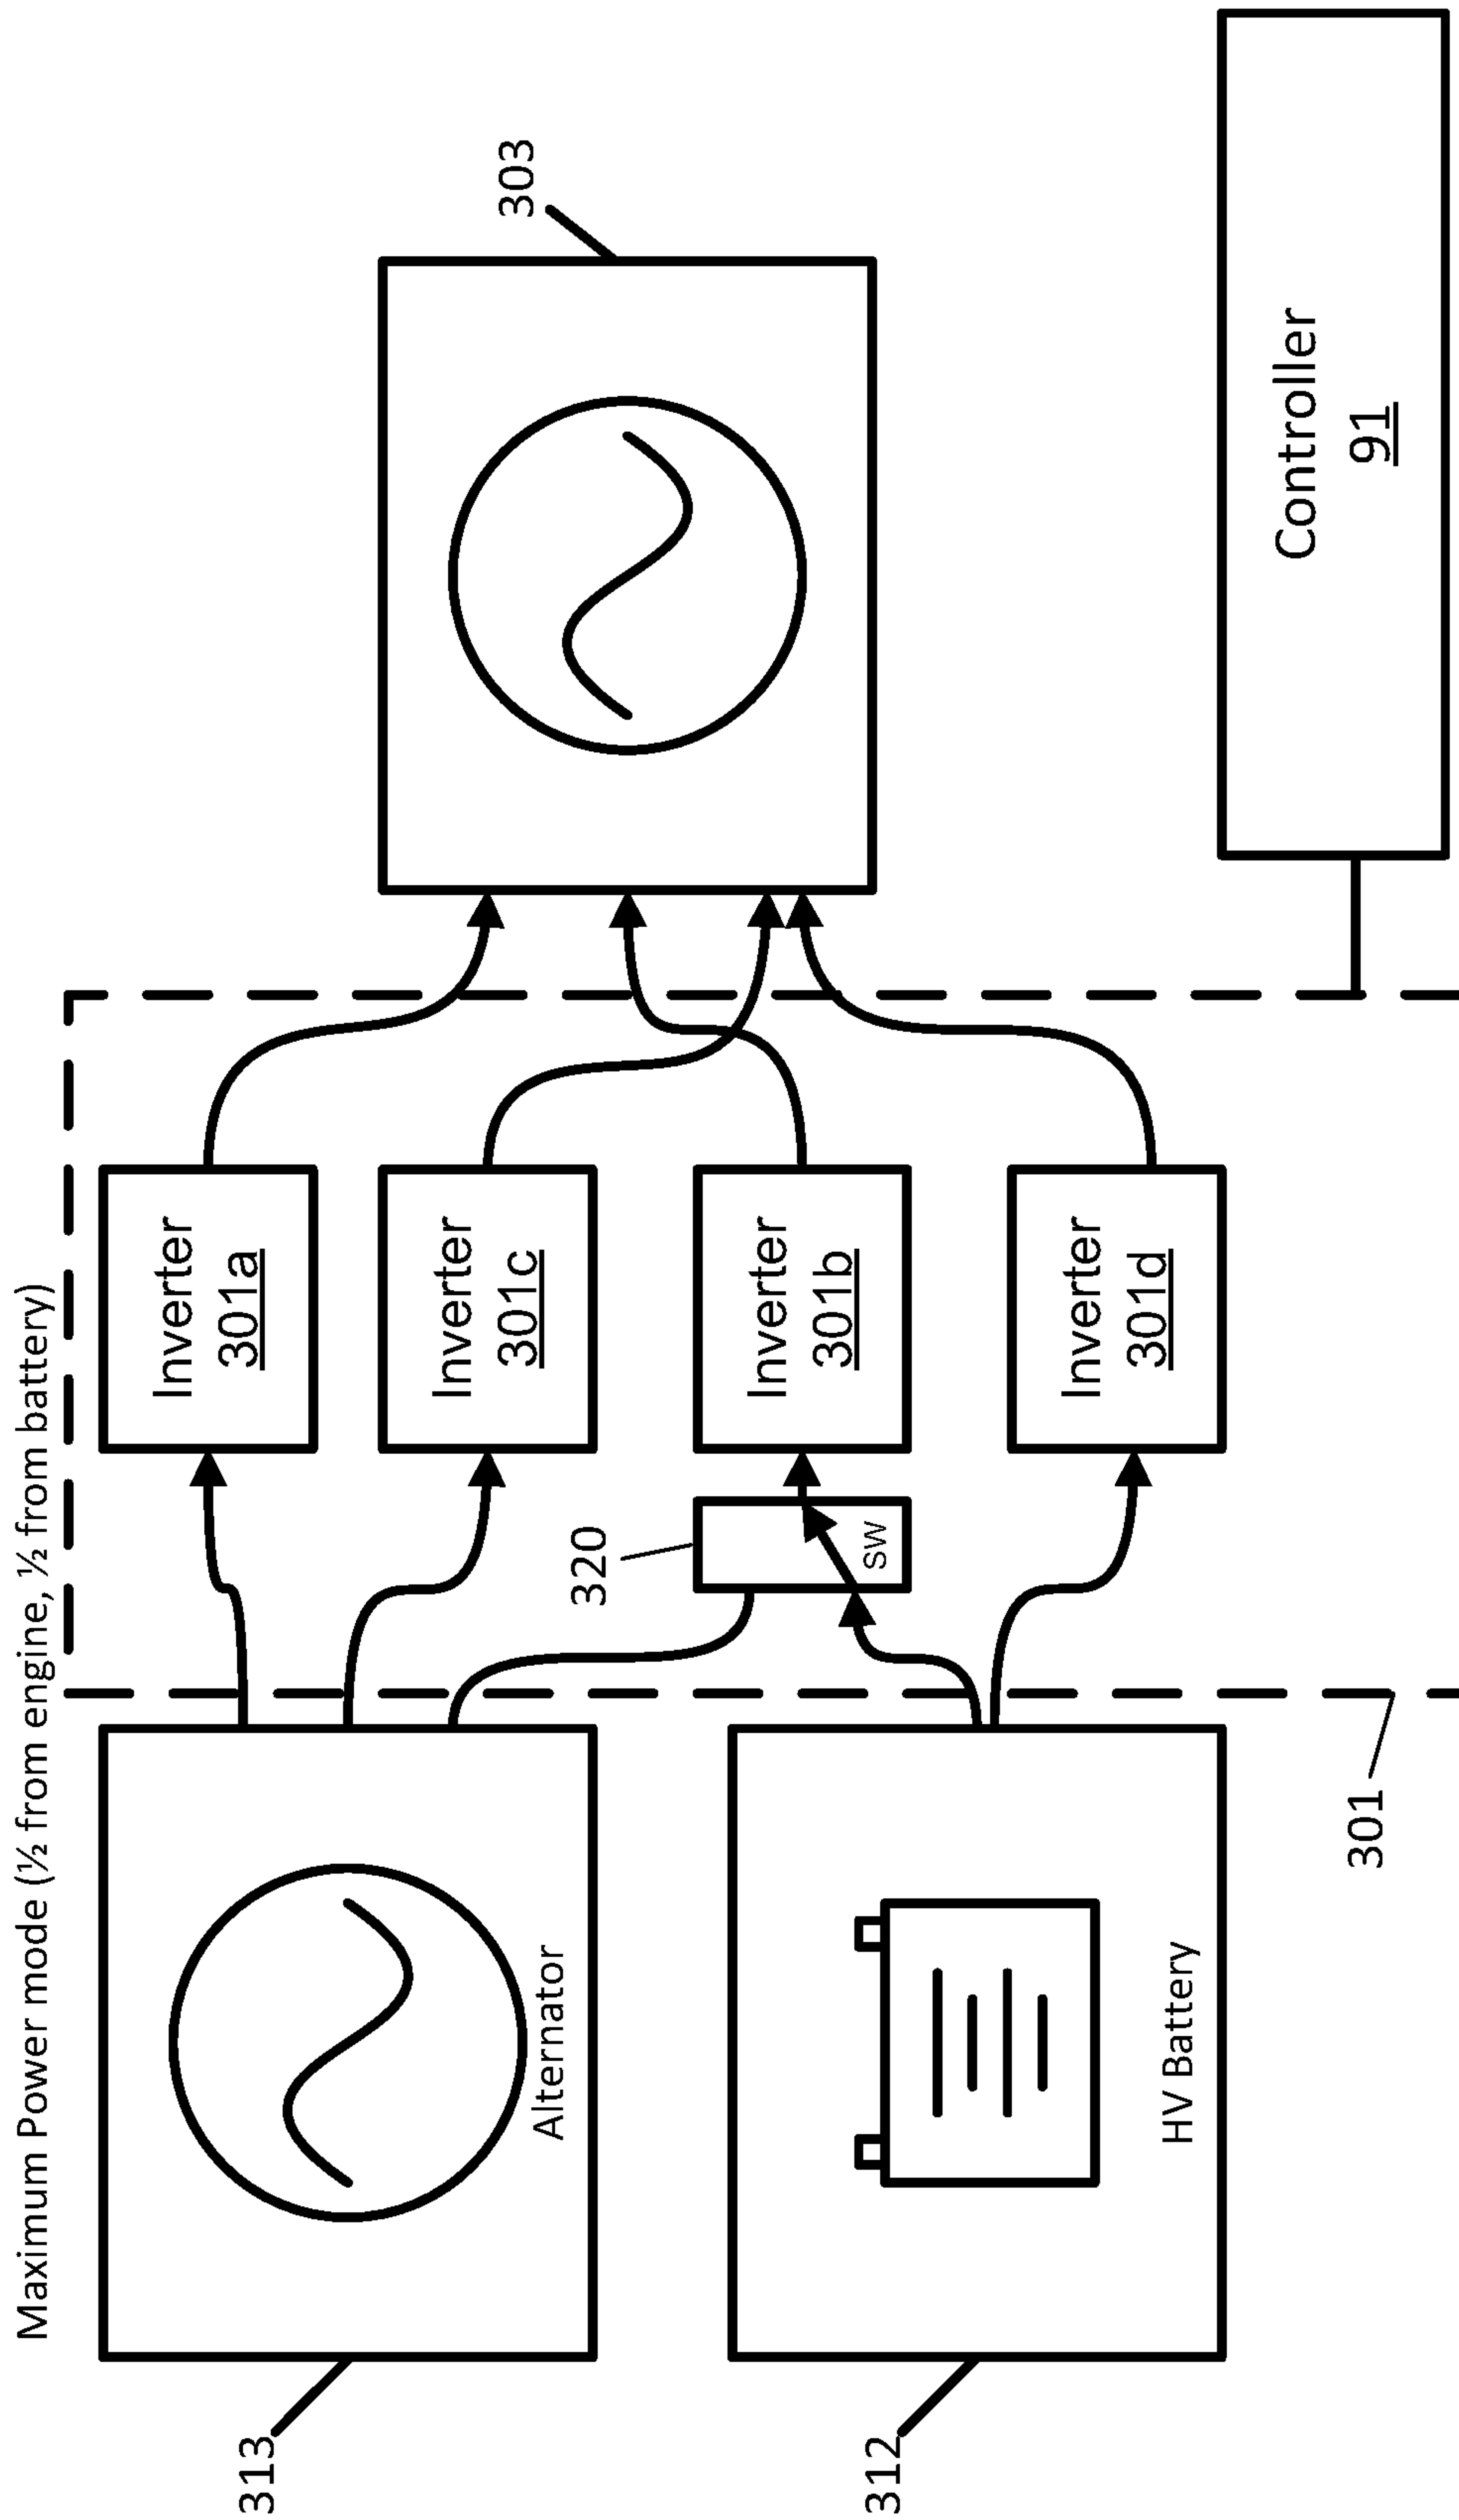 Maximum Power mode (½ from engine, ½ from battery)
313
Alternator
312
HV Battery
301
320
SW
Inverter
301a
Inverter
301c
Inverter
301b
Inverter
301d
303
Controller
91